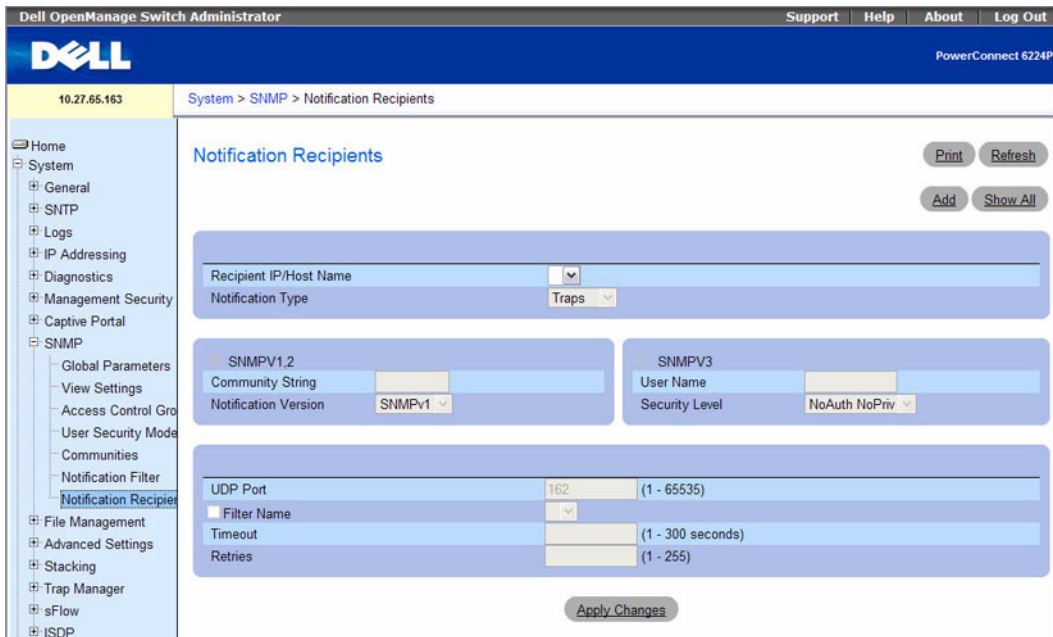 Dell OpenManage Switch Administrator
Support Help About Log Out
DELL
PowerConnect 6224P
10.27.65.163
System > SNMP > Notification Recipients
Home
System
General
SNTP
Logs
IP Addressing
Diagnostics
Management Security
Captive Portal
SNMP
Global Parameters
View Settings
Access Control Gro
User Security Mode
Communities
Notification Filter
Notification Recipier
File Management
Advanced Settings
Stacking
Trap Manager
sFlow
ISDP
Notification Recipients
Print Refresh
Add Show All
Recipient IP/Host Name
Notification Type Traps
SNMPV1,2
Community String
Notification Version SNMPv1
SNMPV3
User Name
Security Level NoAuth NoPriv
UDP Port 162 (1 - 65535)
Filter Name
Timeout (1 - 300 seconds)
Retries (1 - 255)
Apply Changes